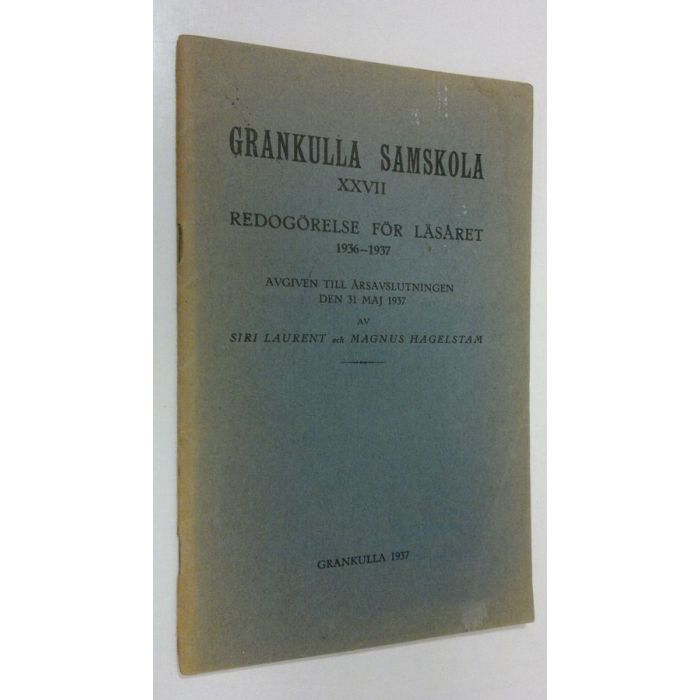 GRANKULLA SAMSKOLA
XXVII
REDOGÖRELSE FÖR LÄSÅRET
1936—1937
AVGIVEN TILL ÅRSAVSLUTNINGEN
DEN 31 MAJ 1937
AV
SIRI LAURENT och MAGNUS HAGELSTAM
GRANKULLA 1937